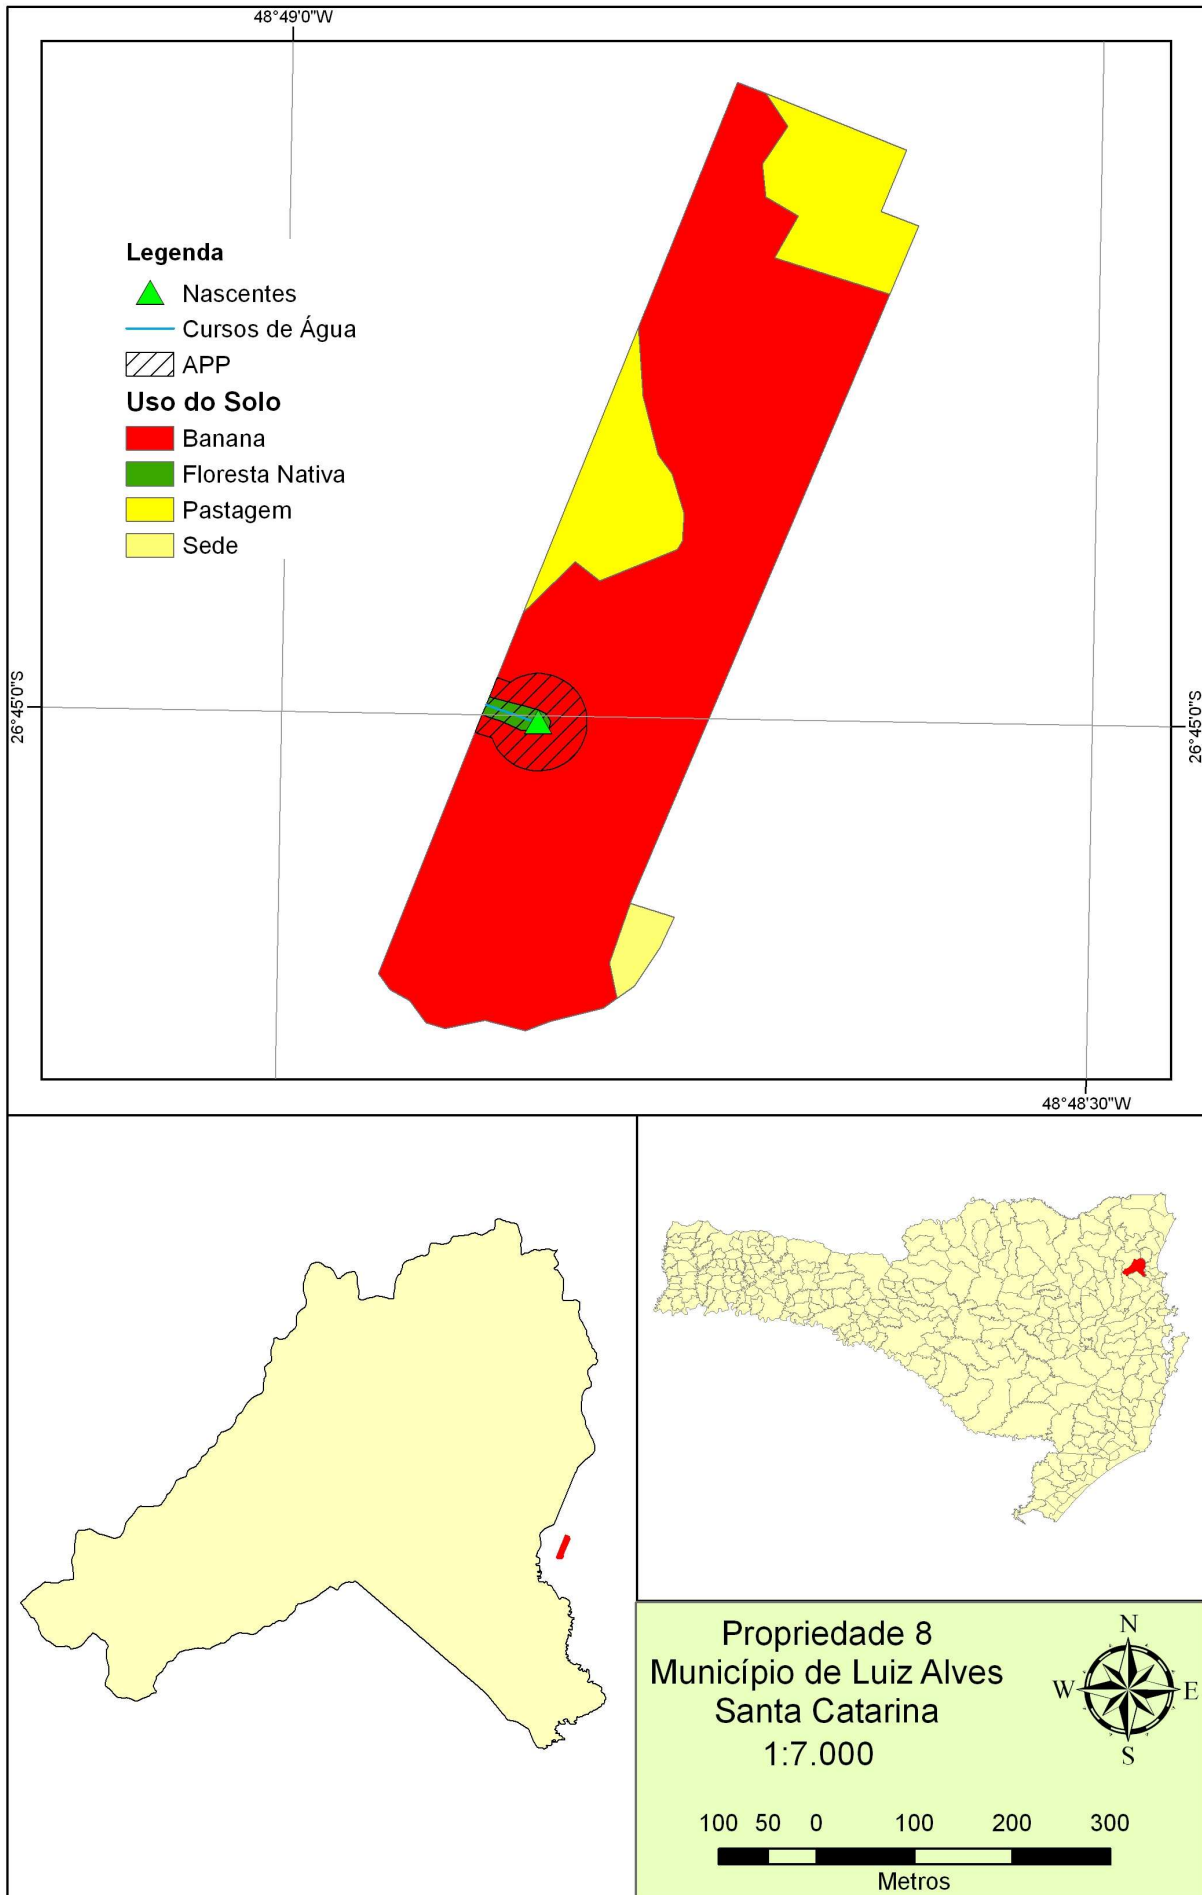 48°49'0"W
Legenda
Nascentes
Cursos de Água
APP
Uso do Solo
Banana
Floresta Nativa
Pastagem
Sede
26°45'0"S
26°45'0"S
48°48'30"W
Propriedade 8
Município de Luiz Alves
Santa Catarina
1:7.000
N
W E
S
100 50 0 100 200 300
Metros